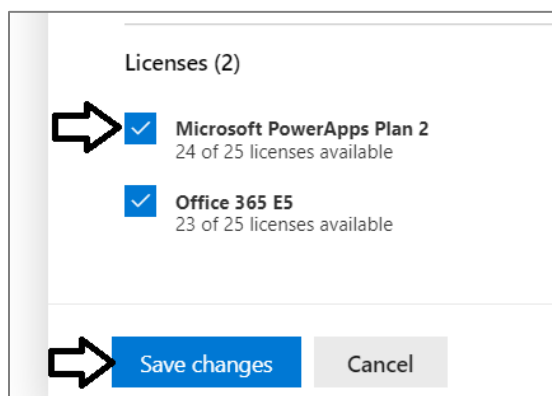 Licenses (2)
Microsoft PowerApps Plan 2
24 of 25 licenses available
Office 365 E5
23 of 25 licenses available
Save changes
Cancel